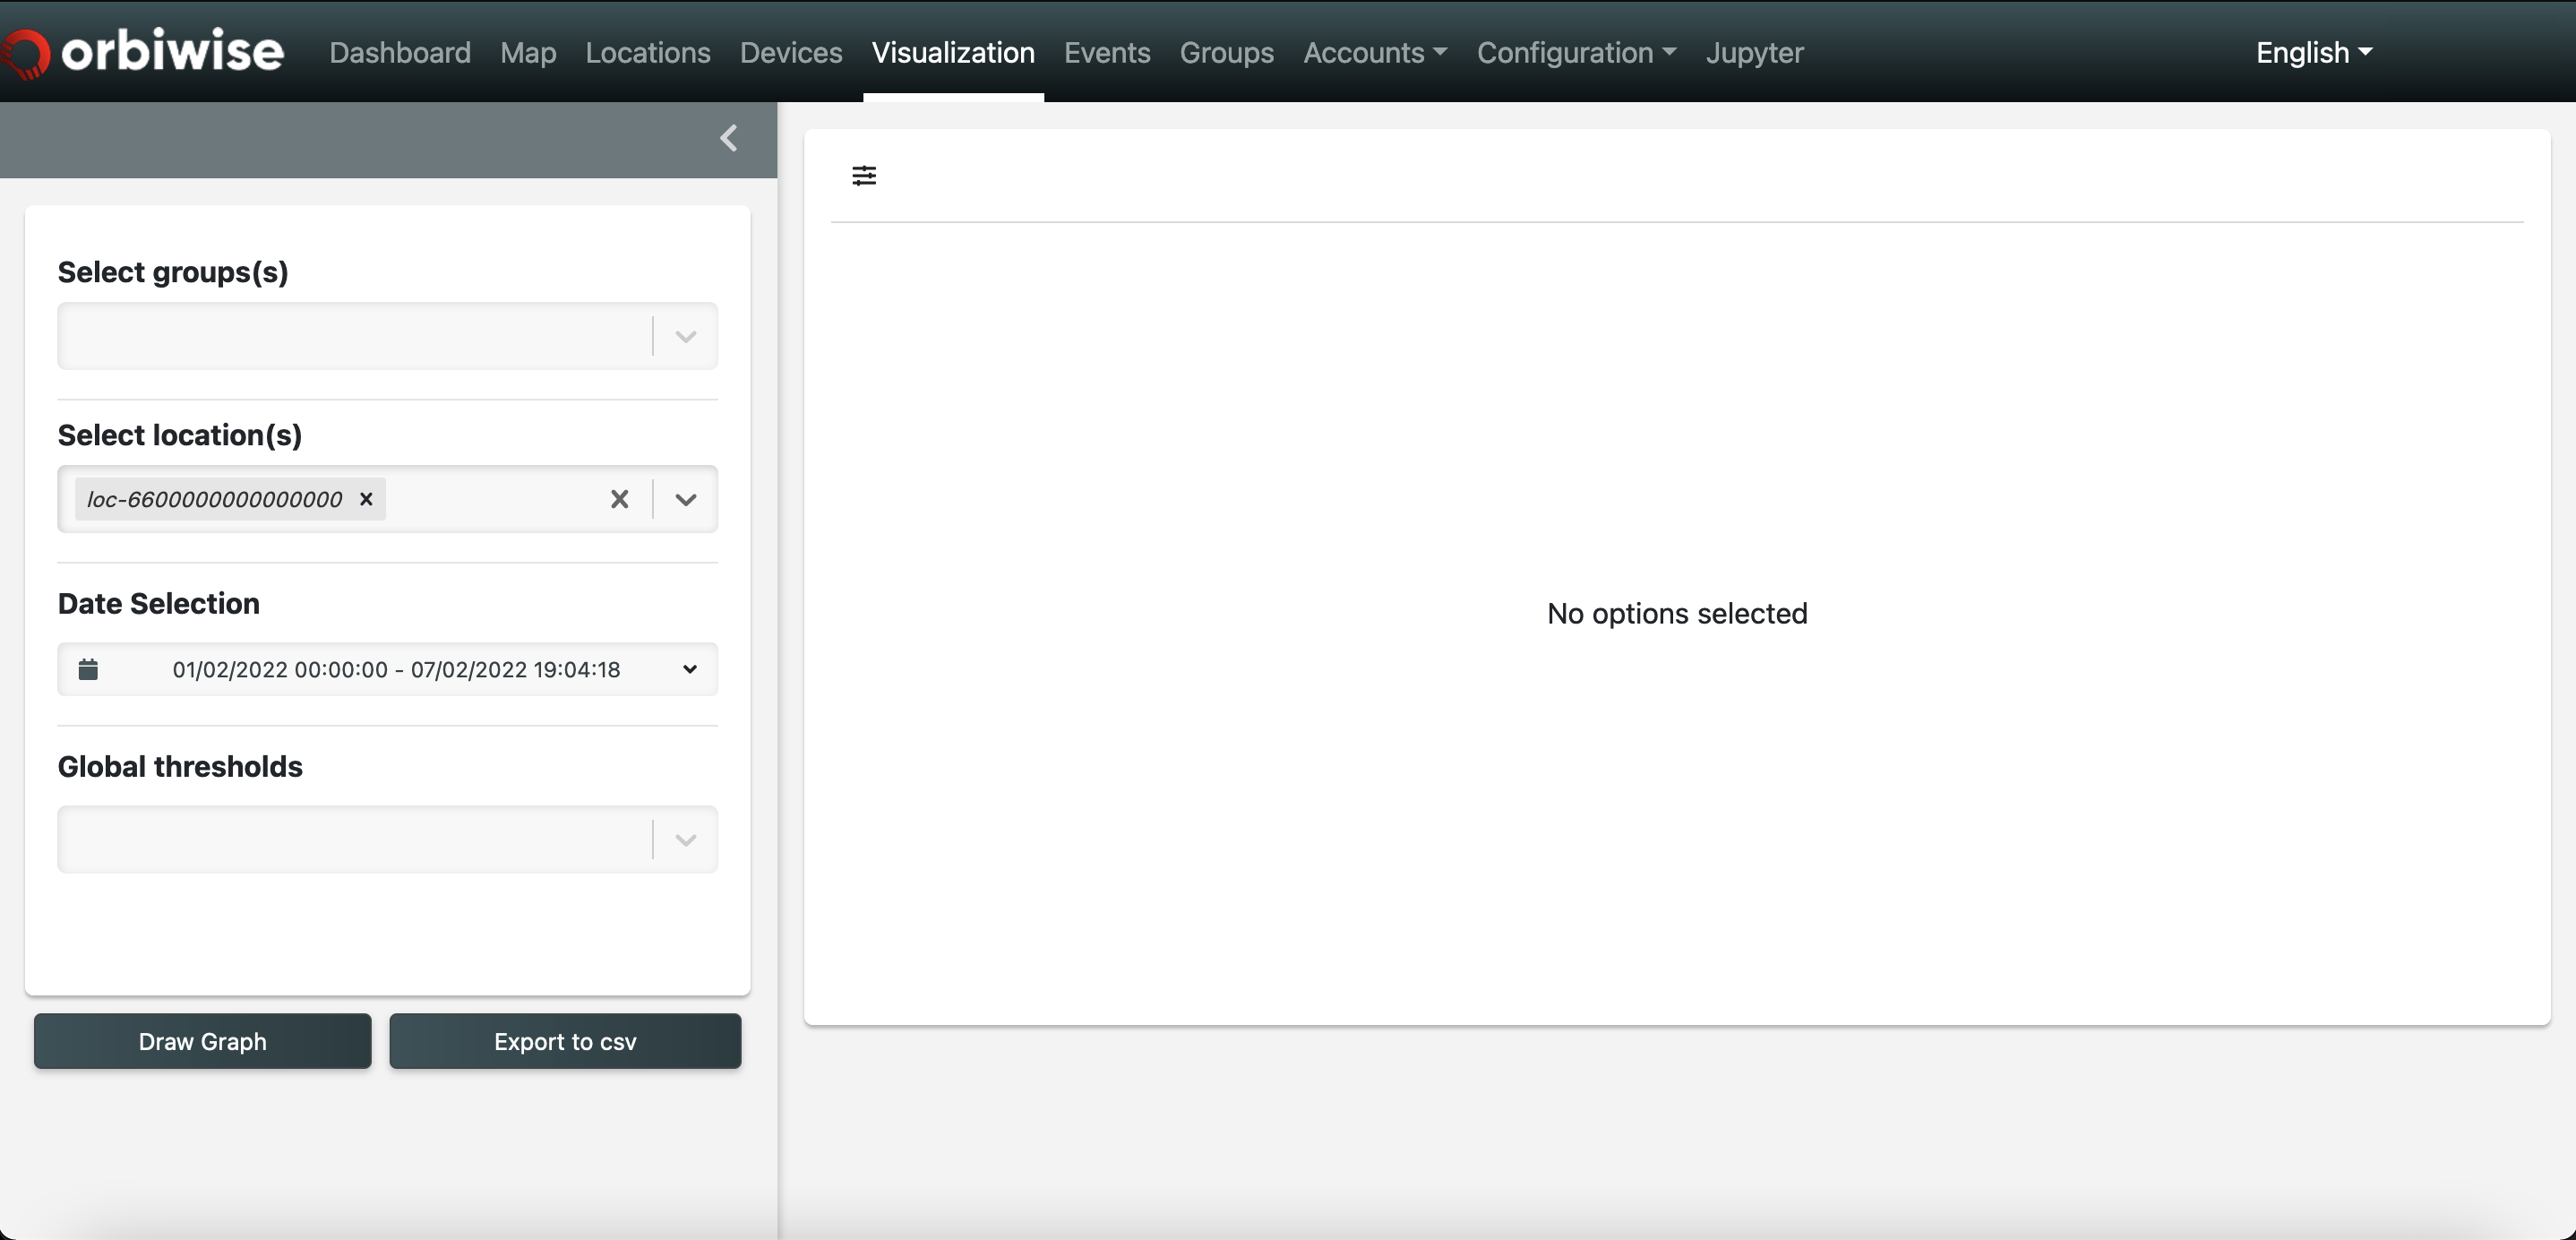 orbiwise Dashboard Map Locations Devices Visualization Events Groups Accounts Configuration Jupyter English
Select groups(s)
Select location(s)
loc-6600000000000000
Date Selection
01/02/2022 00:00:00 - 07/02/2022 19:04:18
Global thresholds
Draw Graph Export to csv
No options selected